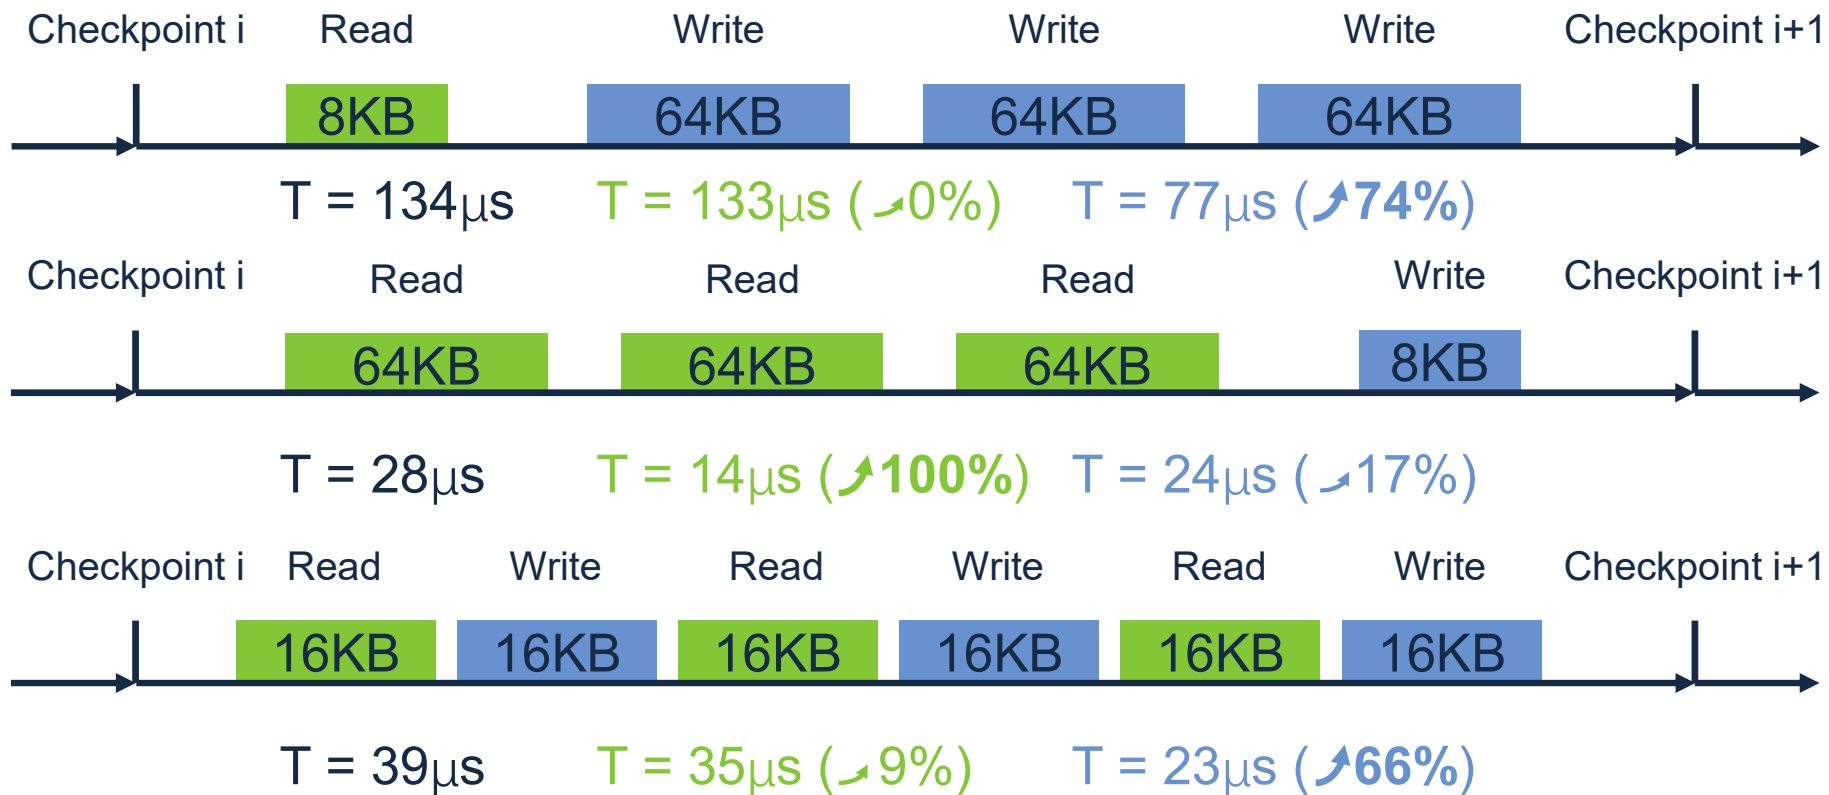 Checkpoint i Read Write Write Write Checkpoint i+1
8KB 64KB 64KB 64KB
T = 134μs T = 133μs (0%) T = 77μs (74%)
Checkpoint i Read Read Read Write Checkpoint i+1
64KB 64KB 64KB 8KB
T = 28μs T = 14μs (100%) T = 24μs (17%)
Checkpoint i Read Write Read Write Read Write Checkpoint i+1
16KB 16KB 16KB 16KB 16KB 16KB
T = 39μs T = 35μs (9%) T = 23μs (66%)